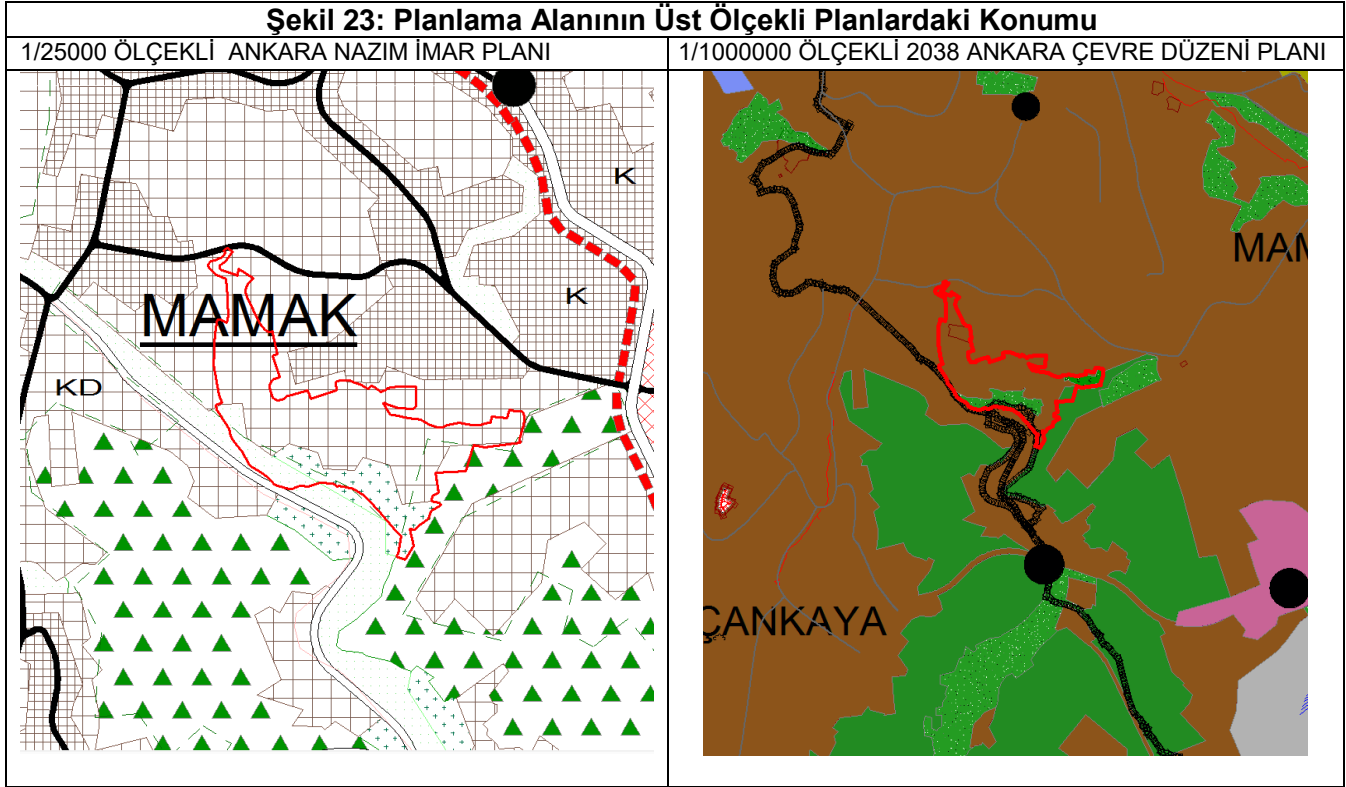 Şekil 23: Planlama Alanının Üst Ölçekli Planlardaki Konumu
1/25000 ÖLÇEKLİ ANKARA NAZIM İMAR PLANI
1/1000000 ÖLÇEKLİ 2038 ANKARA ÇEVRE DÜZENİ PLANI
K
K
MAMAK
KD
MAM
ÇANKAYA